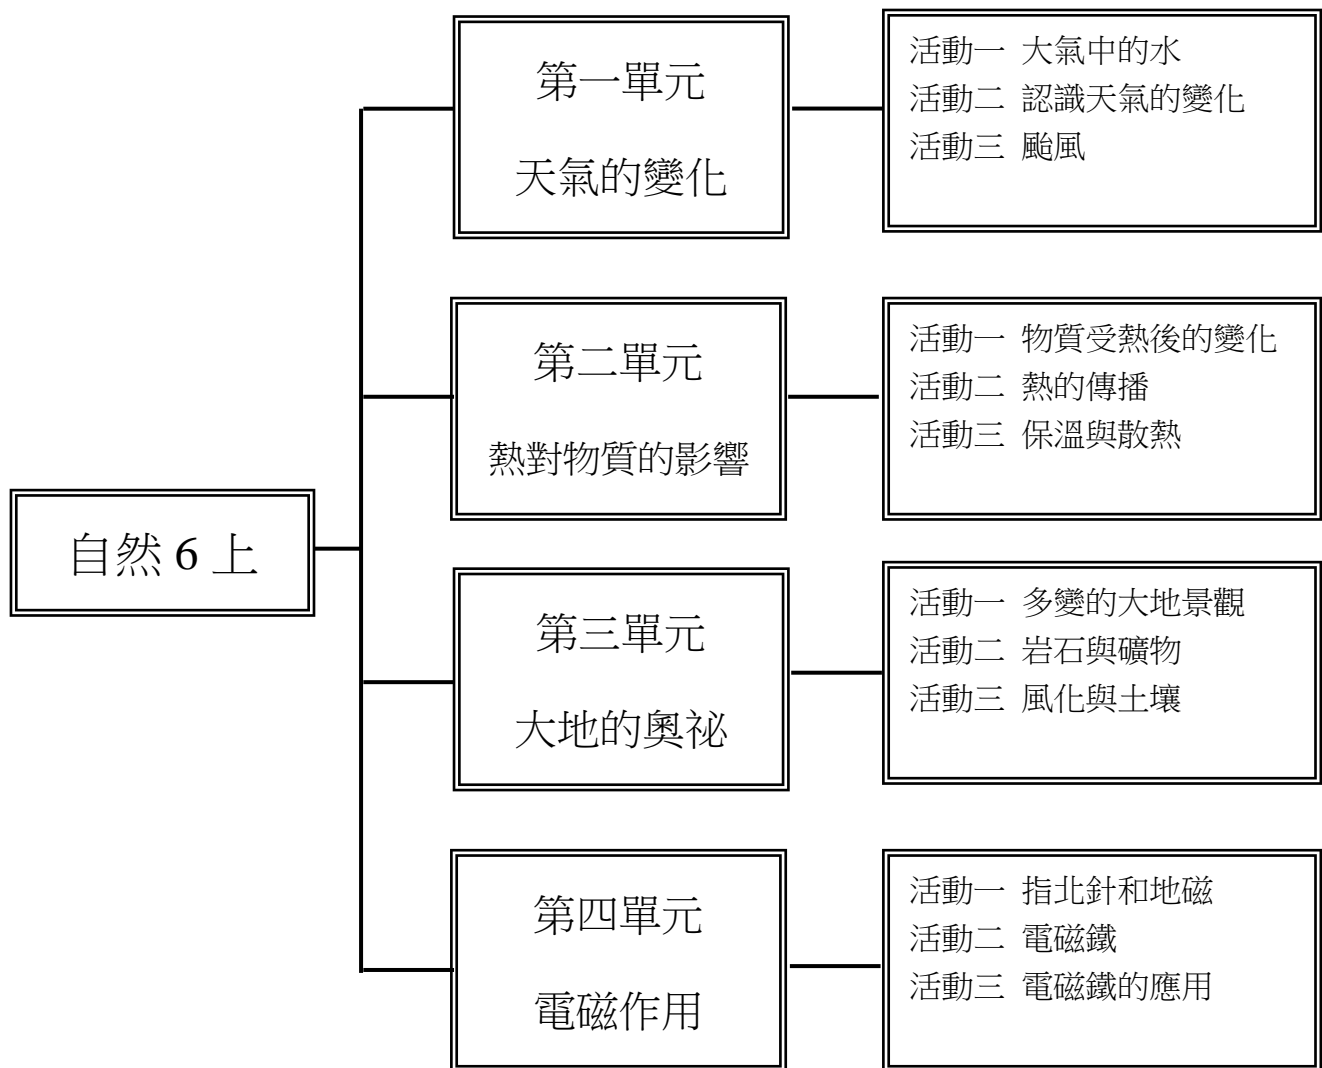 自然 6 上
第一單元
天氣的變化
活動一 大氣中的水
活動二 認識天氣的變化
活動三 颱風
第二單元
熱對物質的影響
活動一 物質受熱後的變化
活動二 熱的傳播
活動三 保溫與散熱
第三單元
大地的奧祕
活動一 多變的大地景觀
活動二 岩石與礦物
活動三 風化與土壤
第四單元
電磁作用
活動一 指北針和地磁
活動二 電磁鐵
活動三 電磁鐵的應用